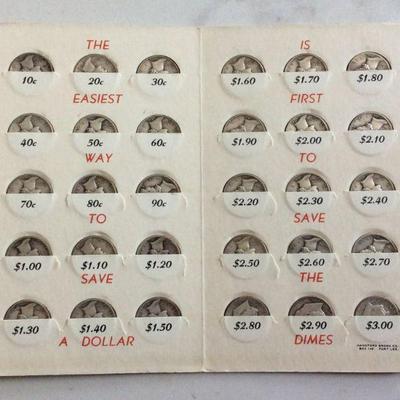 THE
10c 20c 30c
EASIEST
40c 50c 60c
WAY
70c 80c 90c
TO
$1.00 $1.10 $1.20
SAVE
$1.30 $1.40 $1.50
A DOLLAR
IS
$1.60 $1.70 $1.80
FIRST
$1.90 $2.00 $2.10
TO
$2.20 $2.30 $2.40
SAVE
$2.50 $2.60 $2.70
THE
$2.80 $2.90 $3.00
DIMES